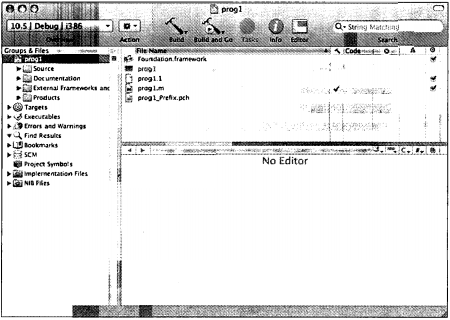 prog1
10.5 | Debug | i386
String Matching
Overview
Action
Build
Build and Go
Tasks
Info
Editor
Search
Groups & Files
File Name
Code
prog1
Source
Documentation
External Frameworks and
Products
Targets
Executables
Errors and Warnings
Find Results
Bookmarks
SCM
Project Symbols
Implementation Files
NIB Files
Foundation.framework
prog1
prog1.1
prog1.m
prog1_Prefix.pch
No Editor